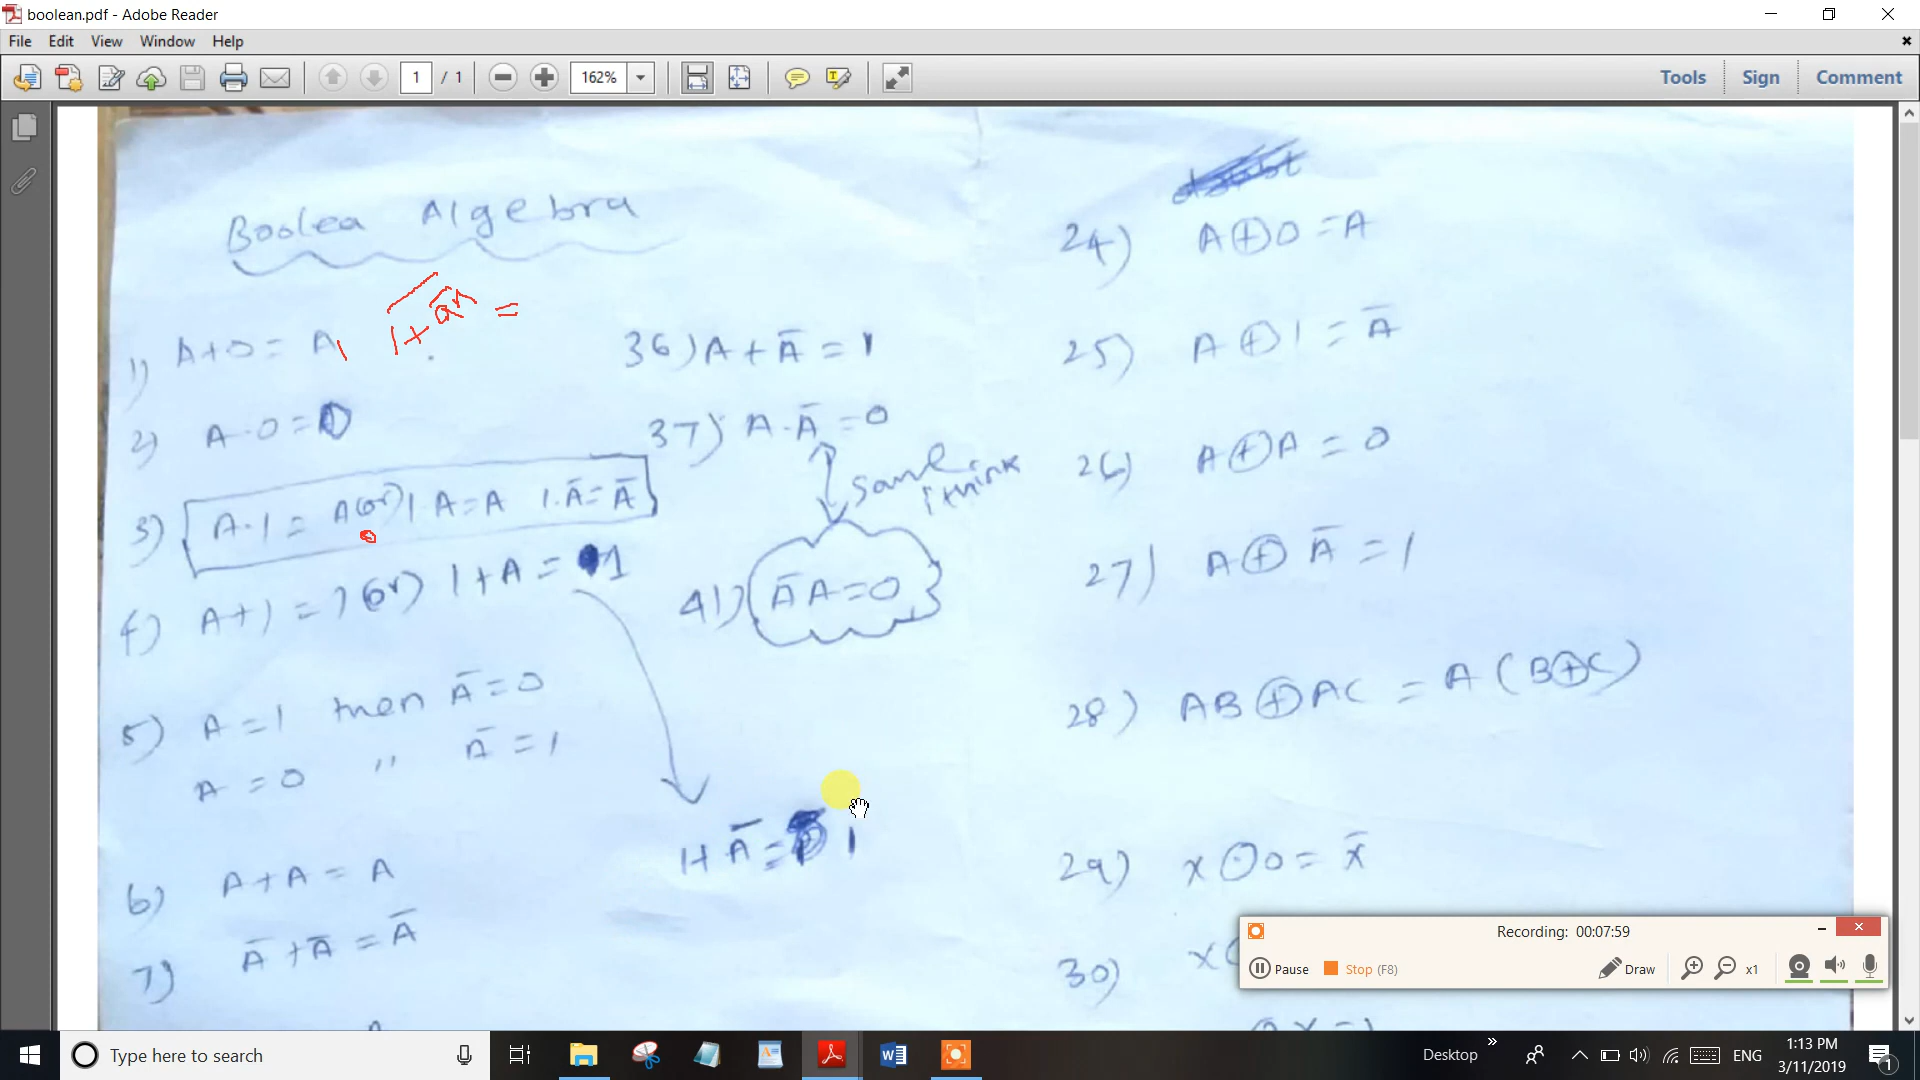 boolean.pdf - Adobe Reader
File Edit View Window Help
1 / 1 162% Tools Sign Comment
Boolea Algebra
1) A+0 = A
1+ =
2) A·0 = 0
3) A·1 = A (or) 1·A = A 1·Ā = Ā
4) A+1 = 1 (or) 1+A = 1
5) A = 1 then Ā = 0
A = 0 〃 Ā = 1
6) A+A = A
7) Ā+Ā = Ā
36) A+Ā = 1
37) A·Ā = 0
same
i think
41) ĀA = 0
1+Ā = 1
24) A⊕0 = A
25) A⊕1 = Ā
26) A⊕A = 0
27) A⊕Ā = 1
28) AB⊕AC = A(B⊕C)
29) x⊙0 = x̄
30) x
Recording: 00:07:59
Pause Stop (F8) Draw x1
Type here to search
Desktop » ENG
1:13 PM
3/11/2019
1